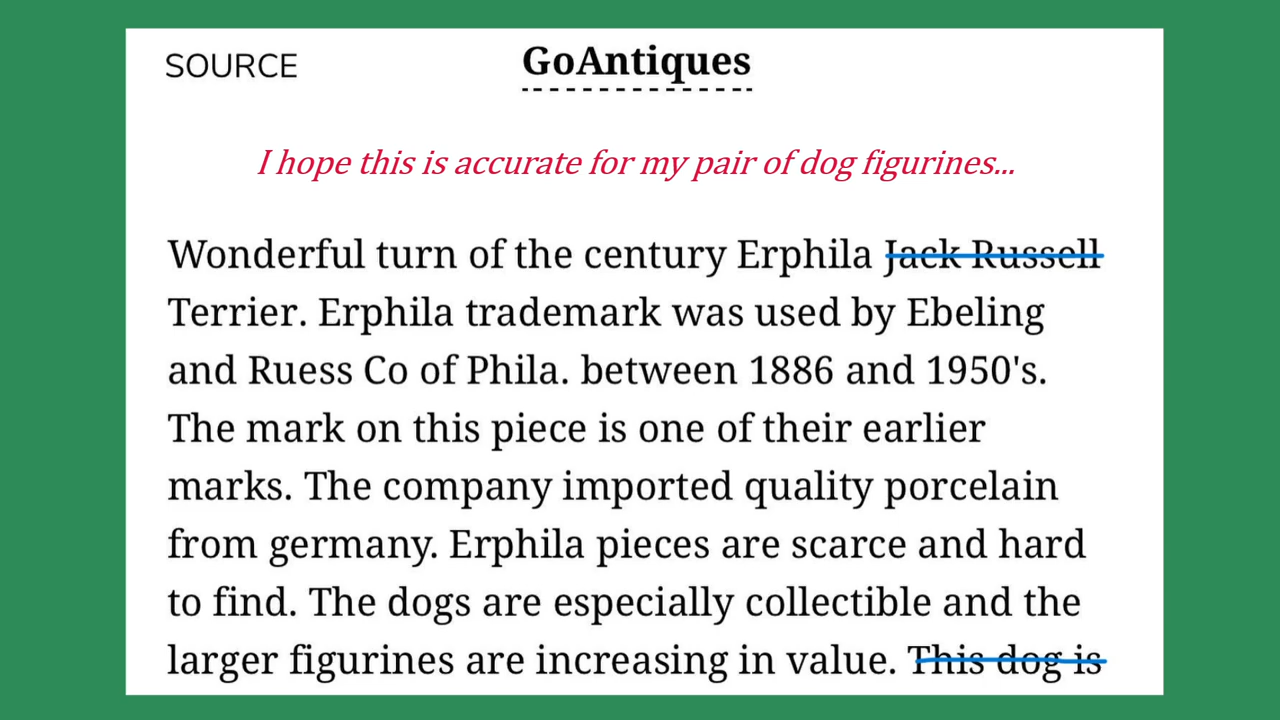 SOURCE
GoAntiques
I hope this is accurate for my pair of dog figurines...
Wonderful turn of the century Erphila Jack Russell
Terrier. Erphila trademark was used by Ebeling
and Ruess Co of Phila. between 1886 and 1950's.
The mark on this piece is one of their earlier
marks. The company imported quality porcelain
from germany. Erphila pieces are scarce and hard
to find. The dogs are especially collectible and the
larger figurines are increasing in value. This dog is